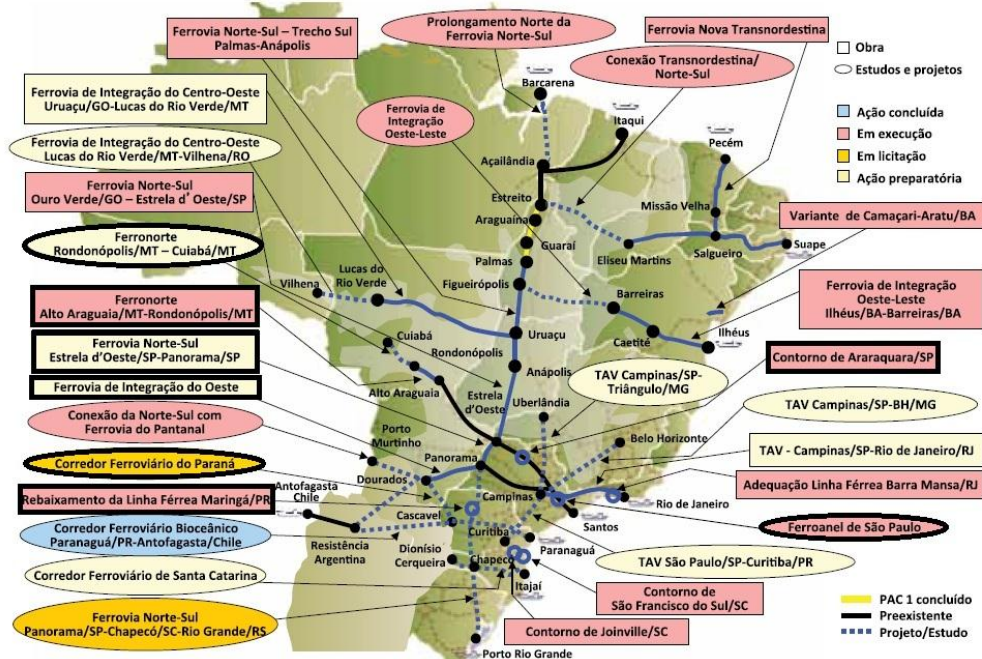 Ferrovia Norte-Sul – Trecho Sul
Palmas-Anápolis
Prolongamento Norte da
Ferrovia Norte-Sul
Ferrovia Nova Transnordestina
Conexão Transnordestina/
Norte-Sul
Obra
Estudos e projetos
Ação concluída
Em execução
Em licitação
Ação preparatória
Ferrovia de Integração do Centro-Oeste
Uruaçu/GO-Lucas do Rio Verde/MT
Ferrovia de Integração do Centro-Oeste
Lucas do Rio Verde/MT-Vilhena/RO
Ferrovia Norte-Sul
Ouro Verde/GO – Estrela d' Oeste/SP
Ferronorte
Rondonópolis/MT – Cuiabá/MT
Ferronorte
Alto Araguaia/MT-Rondonópolis/MT
Ferrovia Norte-Sul
Estrela d'Oeste/SP-Panorama/SP
Ferrovia de Integração do Oeste
Conexão da Norte-Sul com
Ferrovia do Pantanal
Corredor Ferroviário do Paraná
Rebaixamento da Linha Férrea Maringá/PR
Corredor Ferroviário Bioceânico
Paranaguá/PR-Antofagasta/Chile
Corredor Ferroviário de Santa Catarina
Ferrovia Norte-Sul
Panorama/SP-Chapecó/SC-Rio Grande/RS
Ferrovia de
Integração
Oeste-Leste
Barcarena
Itaqui
Açailândia
Estreito
Araguaína
Guaraí
Palmas
Figueirópolis
Pecém
Missão Velha
Salgueiro
Suape
Eliseu Martins
Barreiras
Caetité
Ilhéus
Vilhena
Lucas do
Rio Verde
Cuiabá
Rondonópolis
Uruaçu
Anápolis
Alto Araguaia
Estrela
d'Oeste
Uberlândia
Belo Horizonte
Porto
Murtinho
Panorama
Dourados
Campinas
Rio de Janeiro
Santos
Antofagasta
Chile
Cascavel
Curitiba
Paranaguá
Resistência
Argentina
Dionísio
Cerqueira
Chapecó
Itajaí
Porto Rio Grande
Variante de Camaçari-Aratu/BA
Ferrovia de Integração
Oeste-Leste
Ilhéus/BA-Barreiras/BA
Contorno de Araraquara/SP
TAV Campinas/SP-
Triângulo/MG
TAV Campinas/SP-BH/MG
TAV - Campinas/SP-Rio de Janeiro/RJ
Adequação Linha Férrea Barra Mansa/RJ
Ferroanel de São Paulo
TAV São Paulo/SP-Curitiba/PR
Contorno de
São Francisco do Sul/SC
Contorno de Joinville/SC
PAC 1 concluído
Preexistente
Projeto/Estudo